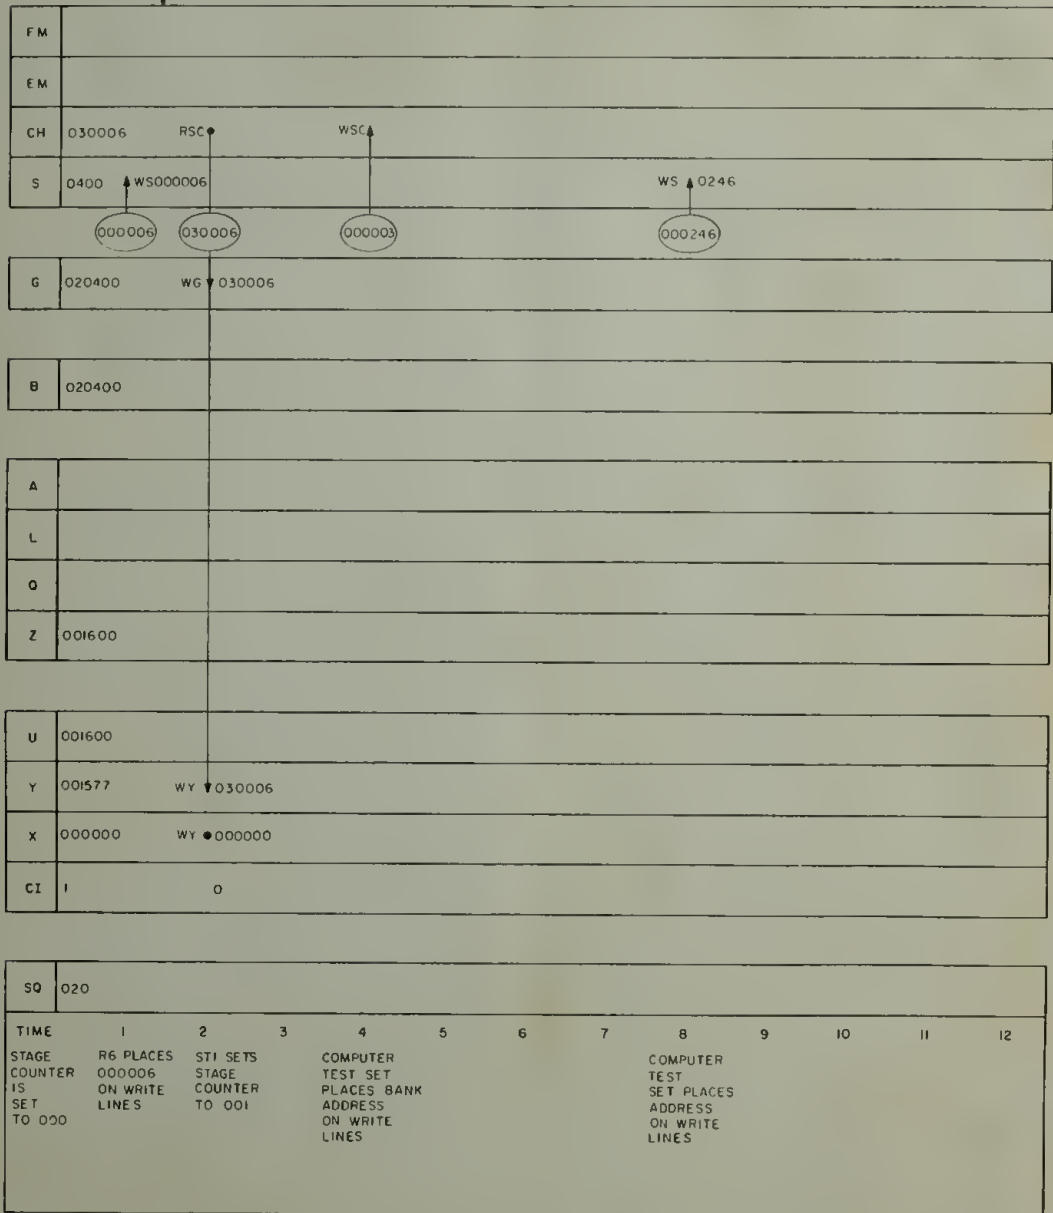 FM
EM
CH 030006 RSC WSC
S 0400 WS000006 WS 0246
000006 030006 000003 000246
G 020400 WG 030006
B 020400
A
L
Q
Z 001600
U 001600
Y 001577 WY 030006
X 000000 WY 000000
CI 1 0
SQ 020
TIME 1 2 3 4 5 6 7 8 9 10 11 12
STAGE
COUNTER
IS
SET
TO 000
R6 PLACES
000006
ON WRITE
LINES
ST1 SETS
STAGE
COUNTER
TO 001
COMPUTER
TEST SET
PLACES BANK
ADDRESS
ON WRITE
LINES
COMPUTER
TEST
SET PLACES
ADDRESS
ON WRITE
LINES